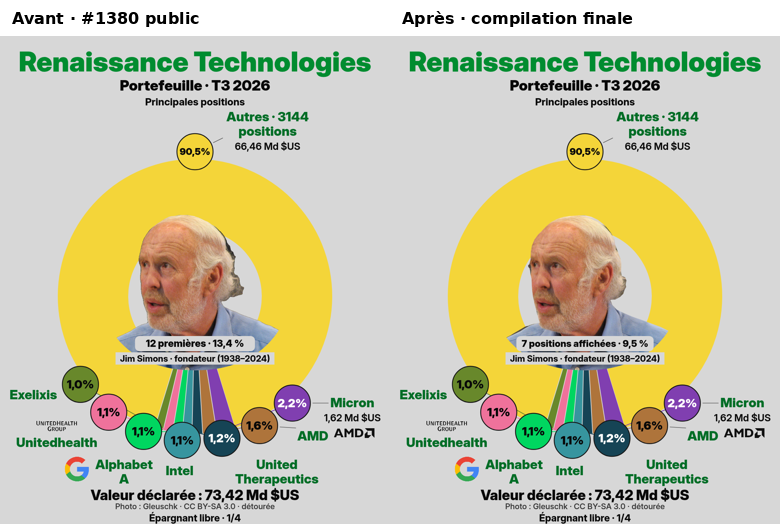 Avant · #1380 public
Renaissance Technologies
Portefeuille · T3 2026
Principales positions
Autres · 3144
positions
66,46 Md $US
90,5%
12 premières · 13,4 %
Jim Simons · fondateur (1938–2024)
1,0%
Exelixis
1,1%
UNITEDHEALTH
GROUP
Unitedhealth
1,1%
Alphabet
A
1,1%
Intel
1,2%
United
Therapeutics
1,6%
AMD
AMD
2,2%
Micron
1,62 Md $US
Valeur déclarée : 73,42 Md $US
Photo : Gleuschk · CC BY-SA 3.0 · détourée
Épargnant libre · 1/4
Après · compilation finale
Renaissance Technologies
Portefeuille · T3 2026
Principales positions
Autres · 3144
positions
66,46 Md $US
90,5%
7 positions affichées · 9,5 %
Jim Simons · fondateur (1938–2024)
1,0%
Exelixis
1,1%
UNITEDHEALTH
GROUP
Unitedhealth
1,1%
Alphabet
A
1,1%
Intel
1,2%
United
Therapeutics
1,6%
AMD
AMD
2,2%
Micron
1,62 Md $US
Valeur déclarée : 73,42 Md $US
Photo : Gleuschk · CC BY-SA 3.0 · détourée
Épargnant libre · 1/4